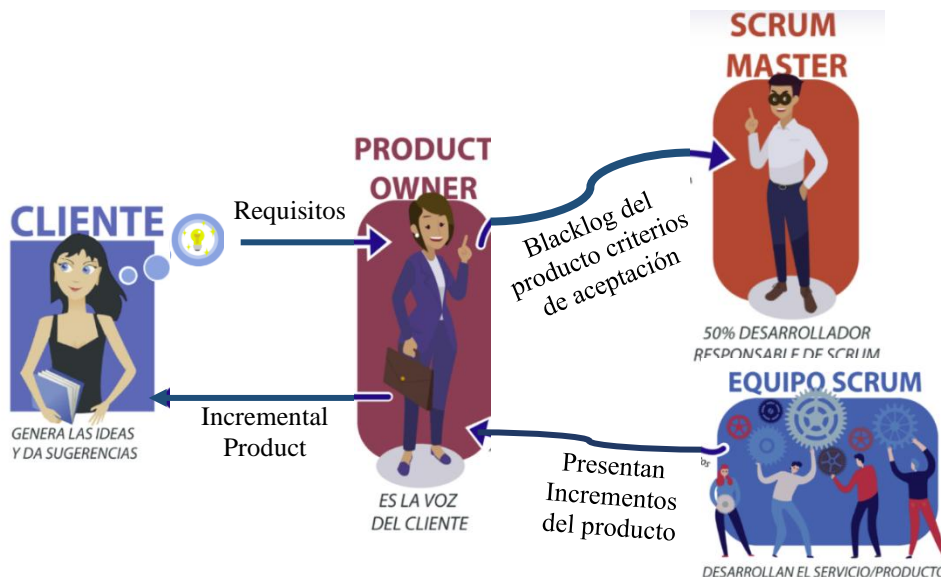 SCRUM
MASTER
PRODUCT
OWNER
CLIENTE
Requisitos
Blacklog del
producto criterios
de aceptación
50% DESARROLLADOR
RESPONSABLE DE SCRUM
EQUIPO SCRUM
Incremental
Product
GENERA LAS IDEAS
Y DA SUGERENCIAS
Presentan
Incrementos
del producto
ES LA VOZ
DEL CLIENTE
DESARROLLAN EL SERVICIO/PRODUCTO